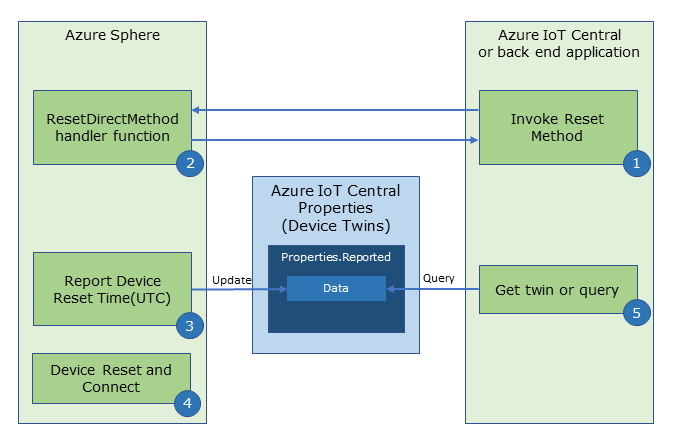 Azure Sphere
Azure IoT Central
or back end application
ResetDirectMethod
handler function
2
Invoke Reset
Method
1
Azure IoT Central
Properties
(Device Twins)
Properties.Reported
Data
Report Device
Reset Time(UTC)
3
Update
Query
Get twin or query
5
Device Reset and
Connect
4